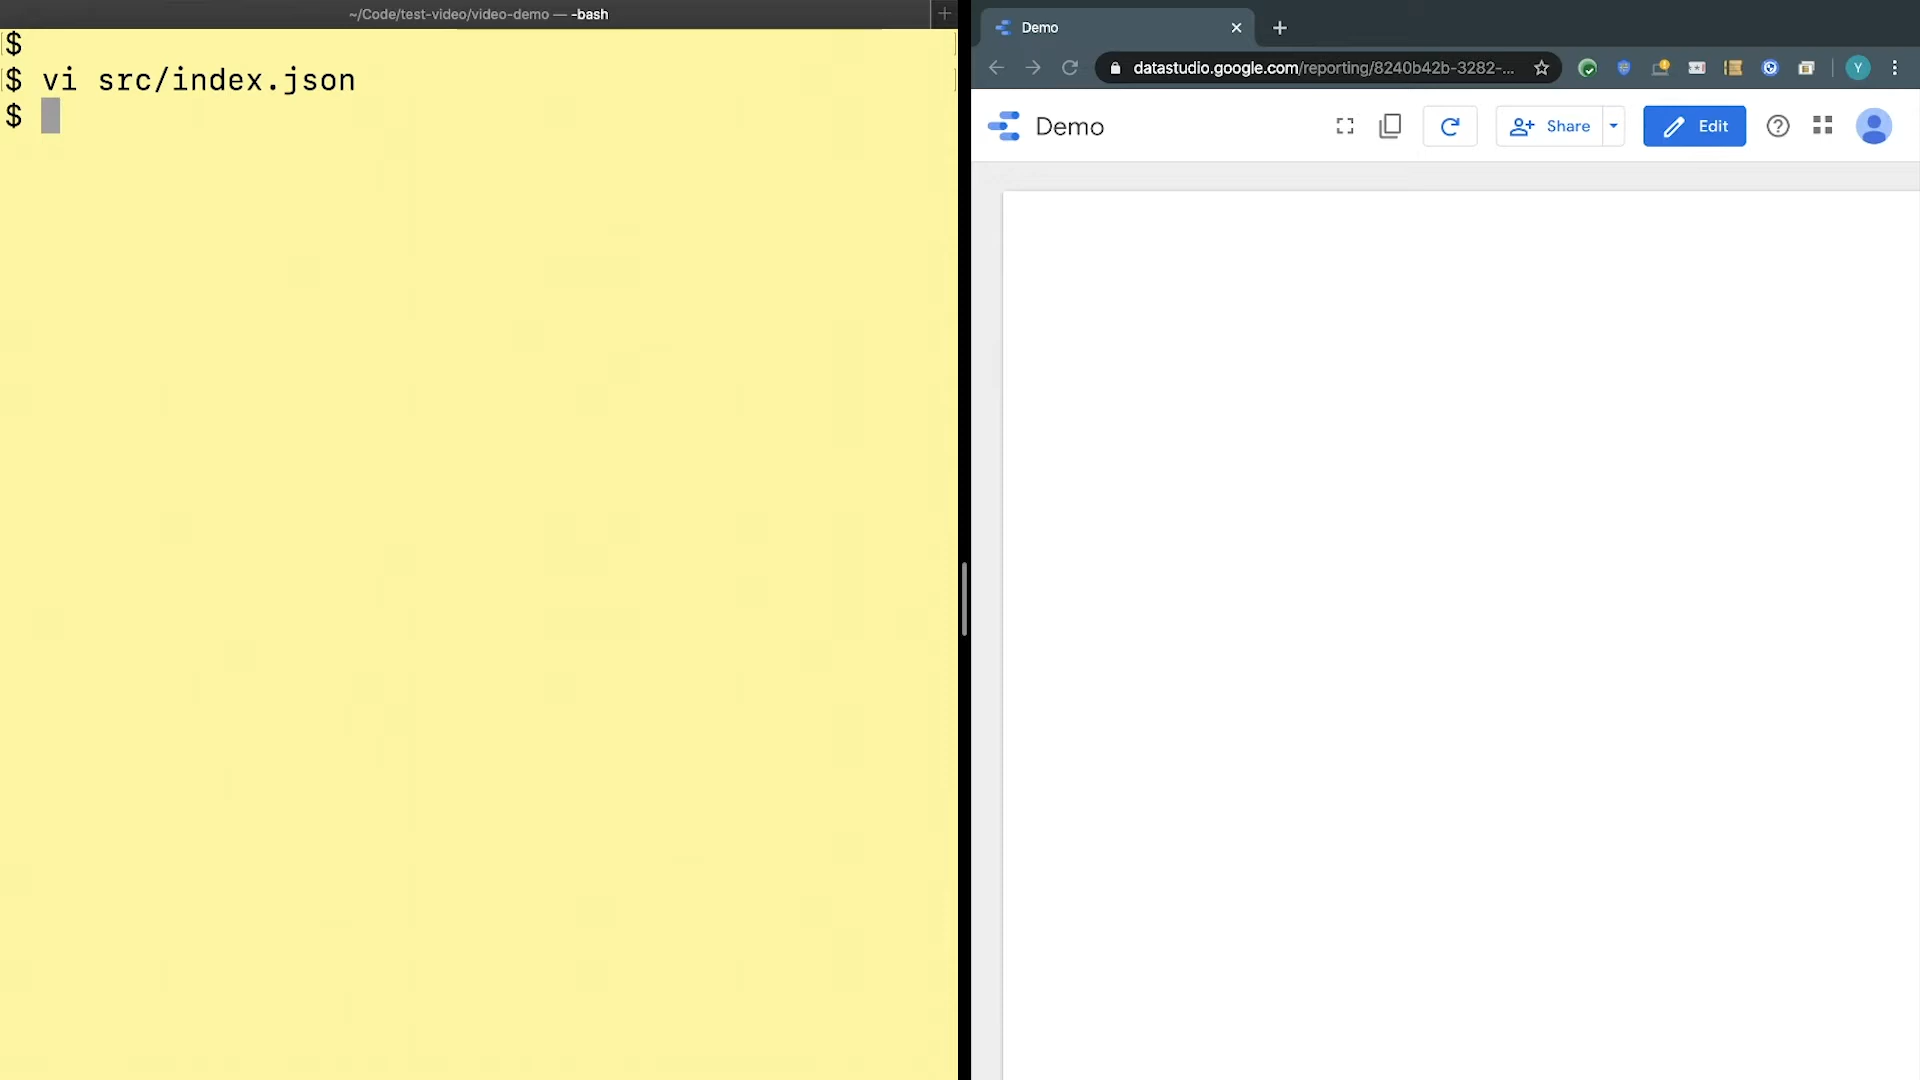 ~/Code/test-video/video-demo — -bash
$
$ vi src/index.json
$
Demo
datastudio.google.com/reporting/8240b42b-3282-...
Y
Demo
Share
Edit